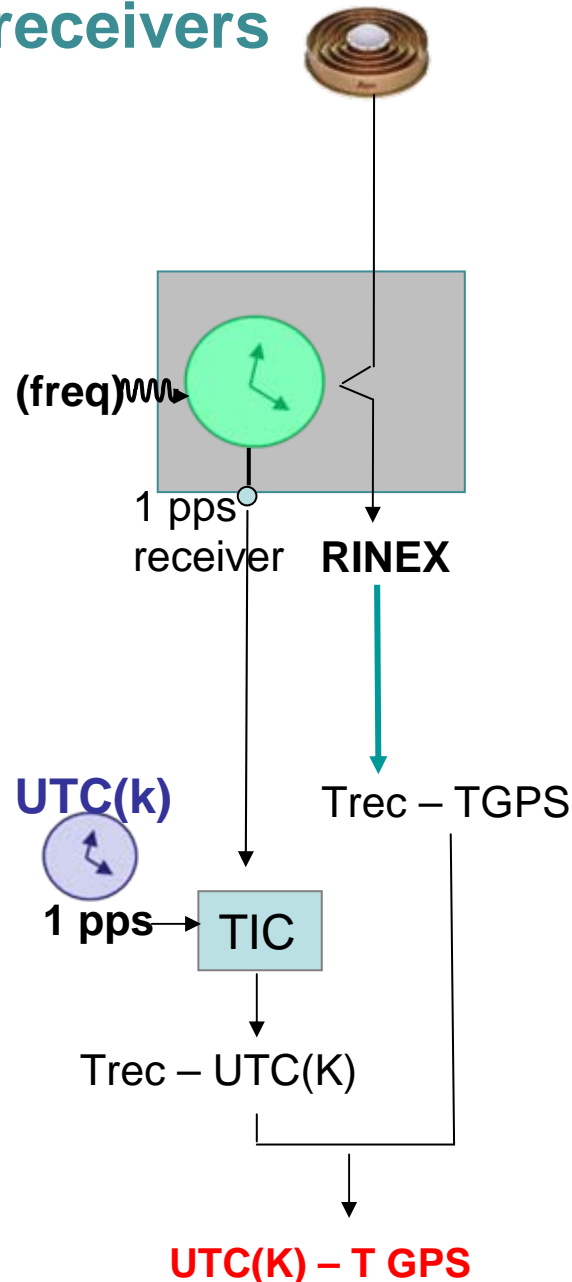 receivers
(freq)
1 pps
receiver
RINEX
UTC(k)
Trec – TGPS
1 pps
TIC
Trec – UTC(K)
UTC(K) – T GPS